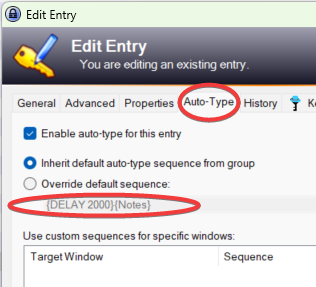 Edit Entry
Edit Entry
You are editing an existing entry.
General Advanced Properties Auto-Type History
Enable auto-type for this entry
Inherit default auto-type sequence from group
Override default sequence:
{DELAY 2000}{Notes}
Use custom sequences for specific windows:
Target Window Sequence